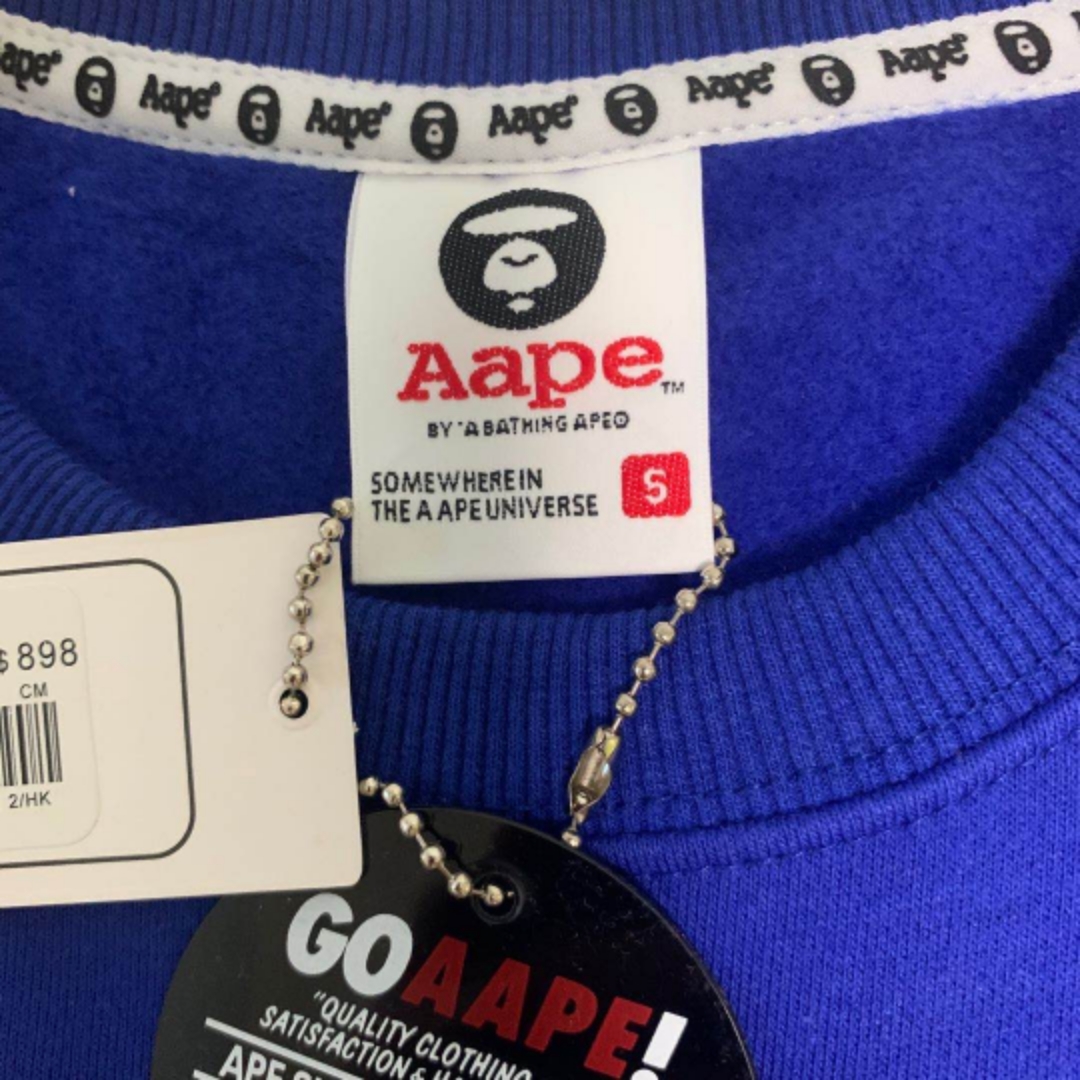 Aape Aape Aape Aape Aape
Aape™
BY *A BATHING APE®
SOMEWHERE IN
THE AAPE UNIVERSE
S
$898
CM
2/HK
GO AAPE!
"QUALITY CLOTHING
SATISFACTION &
APE